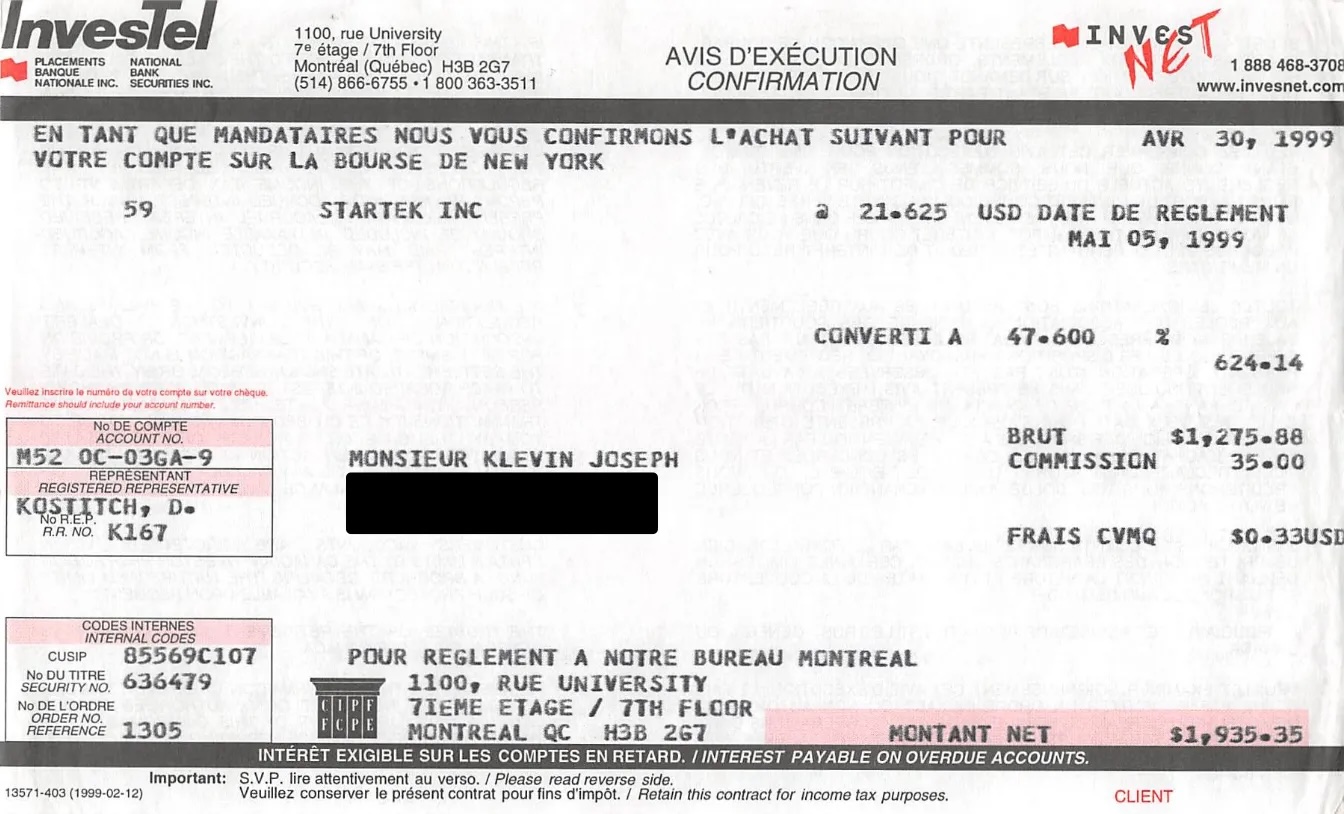 InvesTel
PLACEMENTS BANQUE NATIONALE INC.
NATIONAL BANK SECURITIES INC.
1100, rue University
7e étage / 7th Floor
Montréal (Québec) H3B 2G7
(514) 866-6755 • 1 800 363-3511
AVIS D'EXÉCUTION
CONFIRMATION
INVESNET
1 888 468-3708
www.invesnet.com
EN TANT QUE MANDATAIRES NOUS VOUS CONFIRMONS L'ACHAT SUIVANT POUR AVR 30, 1999
VOTRE COMPTE SUR LA BOURSE DE NEW YORK
59 STARTEK INC @ 21.625 USD DATE DE REGLEMENT
MAI 05, 1999
CONVERTI A 47.600 %
624.14
Veuillez inscrire le numéro de votre compte sur votre chèque.
Remittance should include your account number.
No DE COMPTE
ACCOUNT NO.
M52 0C-03GA-9
REPRÉSENTANT
REGISTERED REPRESENTATIVE
KOSTITCH, D.
No R.E.P.
R.R. NO. K167
MONSIEUR KLEVIN JOSEPH
BRUT $1,275.88
COMMISSION 35.00
FRAIS CVMQ $0.33USD
CODES INTERNES
INTERNAL CODES
CUSIP 85569C107
No DU TITRE
SECURITY NO. 636479
No DE L'ORDRE
ORDER NO.
REFERENCE 1305
POUR REGLEMENT A NOTRE BUREAU MONTREAL
CIPF
FCPE
1100, RUE UNIVERSITY
7IEME ETAGE / 7TH FLOOR
MONTREAL QC H3B 2G7
MONTANT NET $1,935.35
INTÉRÊT EXIGIBLE SUR LES COMPTES EN RETARD. / INTEREST PAYABLE ON OVERDUE ACCOUNTS.
Important: S.V.P. lire attentivement au verso. / Please read reverse side.
Veuillez conserver le présent contrat pour fins d'impôt. / Retain this contract for income tax purposes.
13571-403 (1999-02-12)
CLIENT